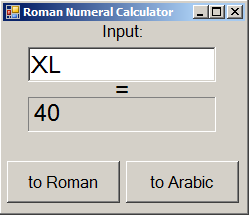 Roman Numeral Calculator
Input:
XL
=
40
to Roman
to Arabic